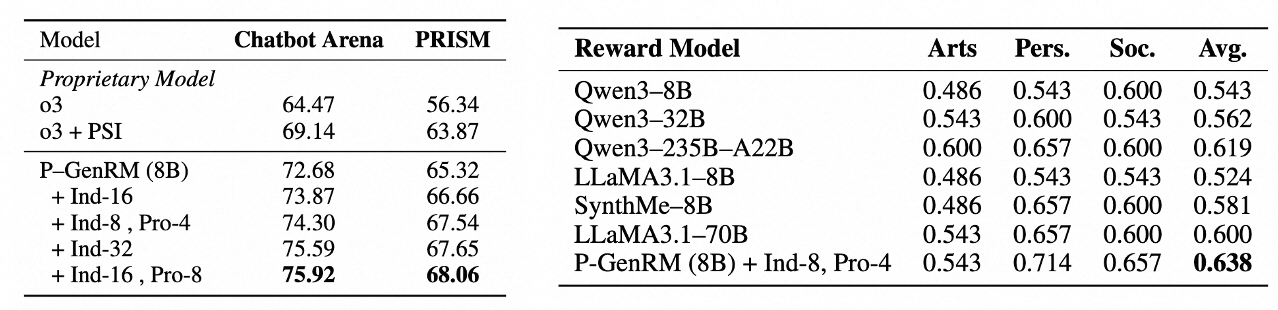 Model Chatbot Arena PRISM
Proprietary Model
o3 64.47 56.34
o3 + PSI 69.14 63.87
P–GenRM (8B) 72.68 65.32
+ Ind-16 73.87 66.66
+ Ind-8 , Pro-4 74.30 67.54
+ Ind-32 75.59 67.65
+ Ind-16 , Pro-8 75.92 68.06
Reward Model Arts Pers. Soc. Avg.
Qwen3–8B 0.486 0.543 0.600 0.543
Qwen3–32B 0.543 0.600 0.543 0.562
Qwen3–235B–A22B 0.600 0.657 0.600 0.619
LLaMA3.1–8B 0.486 0.543 0.543 0.524
SynthMe–8B 0.486 0.657 0.600 0.581
LLaMA3.1–70B 0.543 0.657 0.600 0.600
P-GenRM (8B) + Ind-8, Pro-4 0.543 0.714 0.657 0.638